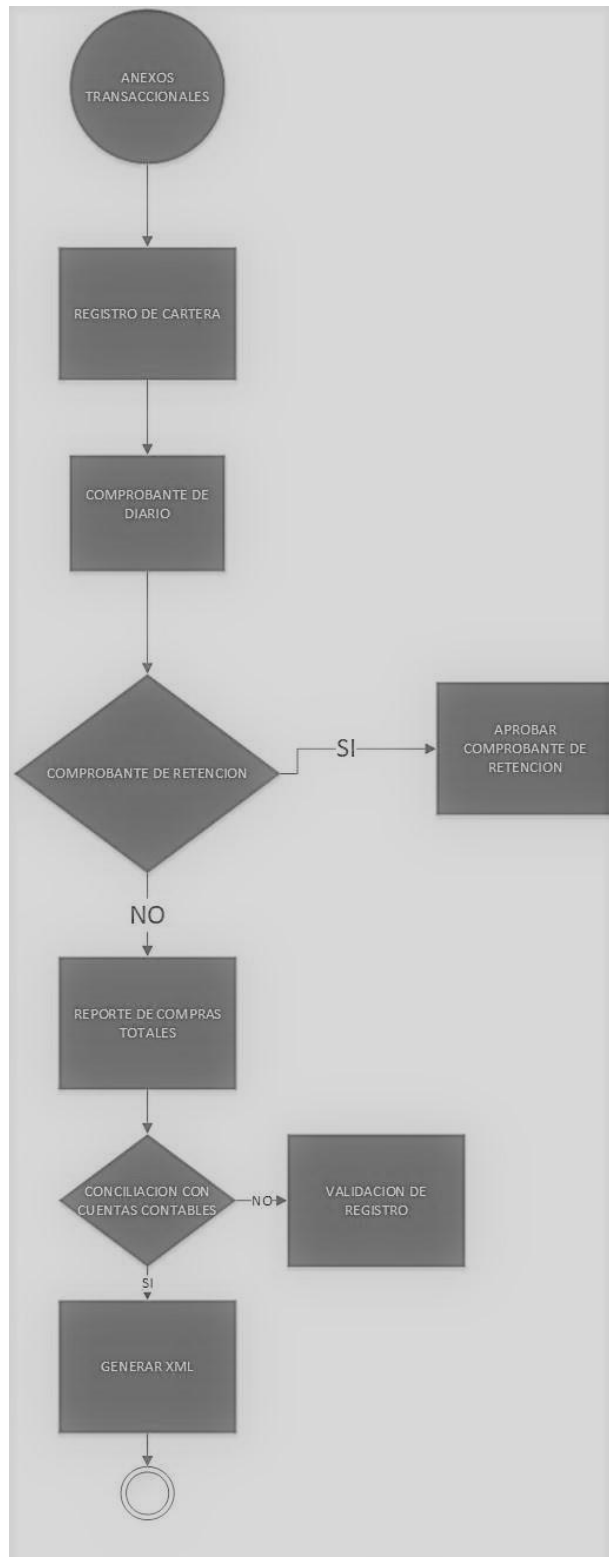 ANEXOS
TRANSACCIONALES
REGISTRO DE CARTERA
COMPROBANTE DE
DIARIO
COMPROBANTE DE RETENCION
SI
APROBAR
COMPROBANTE DE
RETENCION
NO
REPORTE DE COMPRAS
TOTALES
CONCILIACION CON
CUENTAS CONTABLES
NO
VALIDACION DE
REGISTRO
SI
GENERAR XML